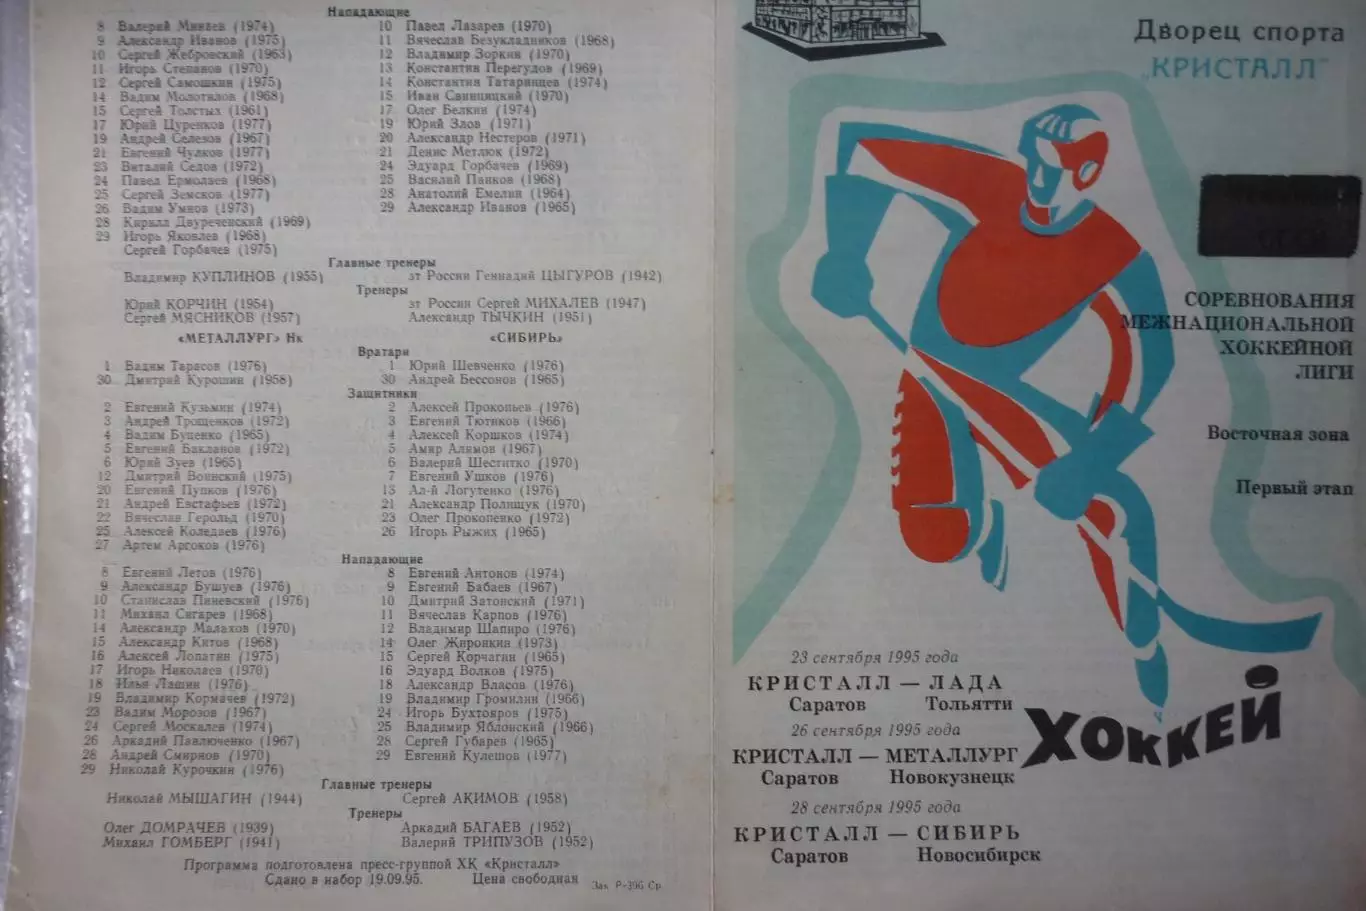 Нападающие
8 Валерий Минаев (1974)
9 Александр Иванов (1975)
10 Сергей Жебровский (1963)
11 Игорь Степанов (1970)
12 Сергей Самошкин (1975)
14 Вадим Молотилов (1968)
15 Сергей Толстых (1961)
17 Юрий Цуренков (1977)
19 Андрей Селезов (1967)
21 Евгений Чулков (1977)
23 Виталий Седов (1972)
24 Павел Ермолаев (1968)
25 Сергей Земсков (1977)
26 Вадим Умнов (1973)
28 Кирилл Двуреченский (1969)
29 Игорь Яковлев (1968)
Сергей Горбачев (1975)
10 Павел Лазарев (1970)
11 Вячеслав Безукладников (1968)
12 Владимир Зоркин (1970)
13 Константин Перегудов (1969)
14 Константин Татаринцев (1974)
15 Иван Свинцицкий (1970)
17 Олег Белкин (1974)
19 Юрий Злов (1971)
20 Александр Нестеров (1971)
21 Денис Метлюк (1972)
24 Эдуард Горбачев (1969)
25 Василий Панков (1968)
28 Анатолий Емелин (1964)
29 Александр Иванов (1965)
Главные тренеры
Владимир КУПЛИНОВ (1955)
зт России Геннадий ЦЫГУРОВ (1942)
Тренеры
Юрий КОРЧИН (1954)
Сергей МЯСНИКОВ (1957)
зт России Сергей МИХАЛЕВ (1947)
Александр ТЫЧКИН (1951)
«МЕТАЛЛУРГ» Нк
«СИБИРЬ»
Вратари
1 Вадим Тарасов (1976)
30 Дмитрий Курошин (1958)
1 Юрий Шевченко (1976)
30 Андрей Бессонов (1965)
Защитники
2 Евгений Кузьмин (1974)
3 Андрей Трощенков (1972)
4 Вадим Буценко (1965)
5 Евгений Бакланов (1972)
6 Юрий Зуев (1965)
12 Дмитрий Воинский (1975)
20 Евгений Пупков (1976)
21 Андрей Евстафьев (1972)
22 Вячеслав Герольд (1970)
25 Алексей Коледаев (1976)
27 Артем Аргоков (1976)
2 Алексей Прокопьев (1976)
3 Евгений Тютиков (1966)
4 Алексей Коршков (1974)
5 Амир Алимов (1967)
6 Валерий Шеститко (1970)
7 Евгений Ушков (1976)
13 Ал-й Логутенко (1976)
21 Александр Полищук (1970)
23 Олег Прокопенко (1972)
26 Игорь Рыжих (1965)
Нападающие
8 Евгений Летов (1976)
9 Александр Бушуев (1976)
10 Станислав Пиневский (1976)
11 Михаил Сигарев (1968)
14 Александр Малахов (1970)
15 Александр Китов (1968)
16 Алексей Лопатин (1975)
17 Игорь Николаев (1970)
18 Илья Лашин (1976)
19 Владимир Кормачев (1972)
23 Вадим Морозов (1967)
24 Сергей Москалев (1974)
26 Аркадий Павлюченко (1967)
28 Андрей Смирнов (1970)
29 Николай Курочкин (1976)
8 Евгений Антонов (1974)
9 Евгений Бабаев (1967)
10 Дмитрий Затонский (1971)
11 Вячеслав Карпов (1976)
12 Владимир Шапиро (1976)
14 Олег Жиронкин (1973)
15 Сергей Корчагин (1965)
16 Эдуард Волков (1975)
18 Александр Власов (1976)
19 Владимир Громилин (1966)
24 Игорь Бухтояров (1975)
25 Владимир Яблонский (1966)
28 Сергей Губарев (1965)
29 Евгений Кулешов (1977)
Главные тренеры
Николай МЫШАГИН (1944)
Сергей АКИМОВ (1958)
Тренеры
Олег ДОМРАЧЕВ (1939)
Михаил ГОМБЕРГ (1941)
Аркадий БАГАЕВ (1952)
Валерий ТРИПУЗОВ (1952)
Программа подготовлена пресс-группой ХК «Кристалл»
Сдано в набор 19.09.95. Цена свободная
Зак Р-396 Ср
Дворец спорта
„КРИСТАЛЛ"
СОРЕВНОВАНИЯ
МЕЖНАЦИОНАЛЬНОЙ
ХОККЕЙНОЙ
ЛИГИ
Восточная зона
Первый этап
23 сентября 1995 года
КРИСТАЛЛ — ЛАДА
Саратов Тольятти
26 сентября 1995 года
КРИСТАЛЛ — МЕТАЛЛУРГ
Саратов Новокузнецк
28 сентября 1995 года
КРИСТАЛЛ — СИБИРЬ
Саратов Новосибирск
ХОККЕЙ